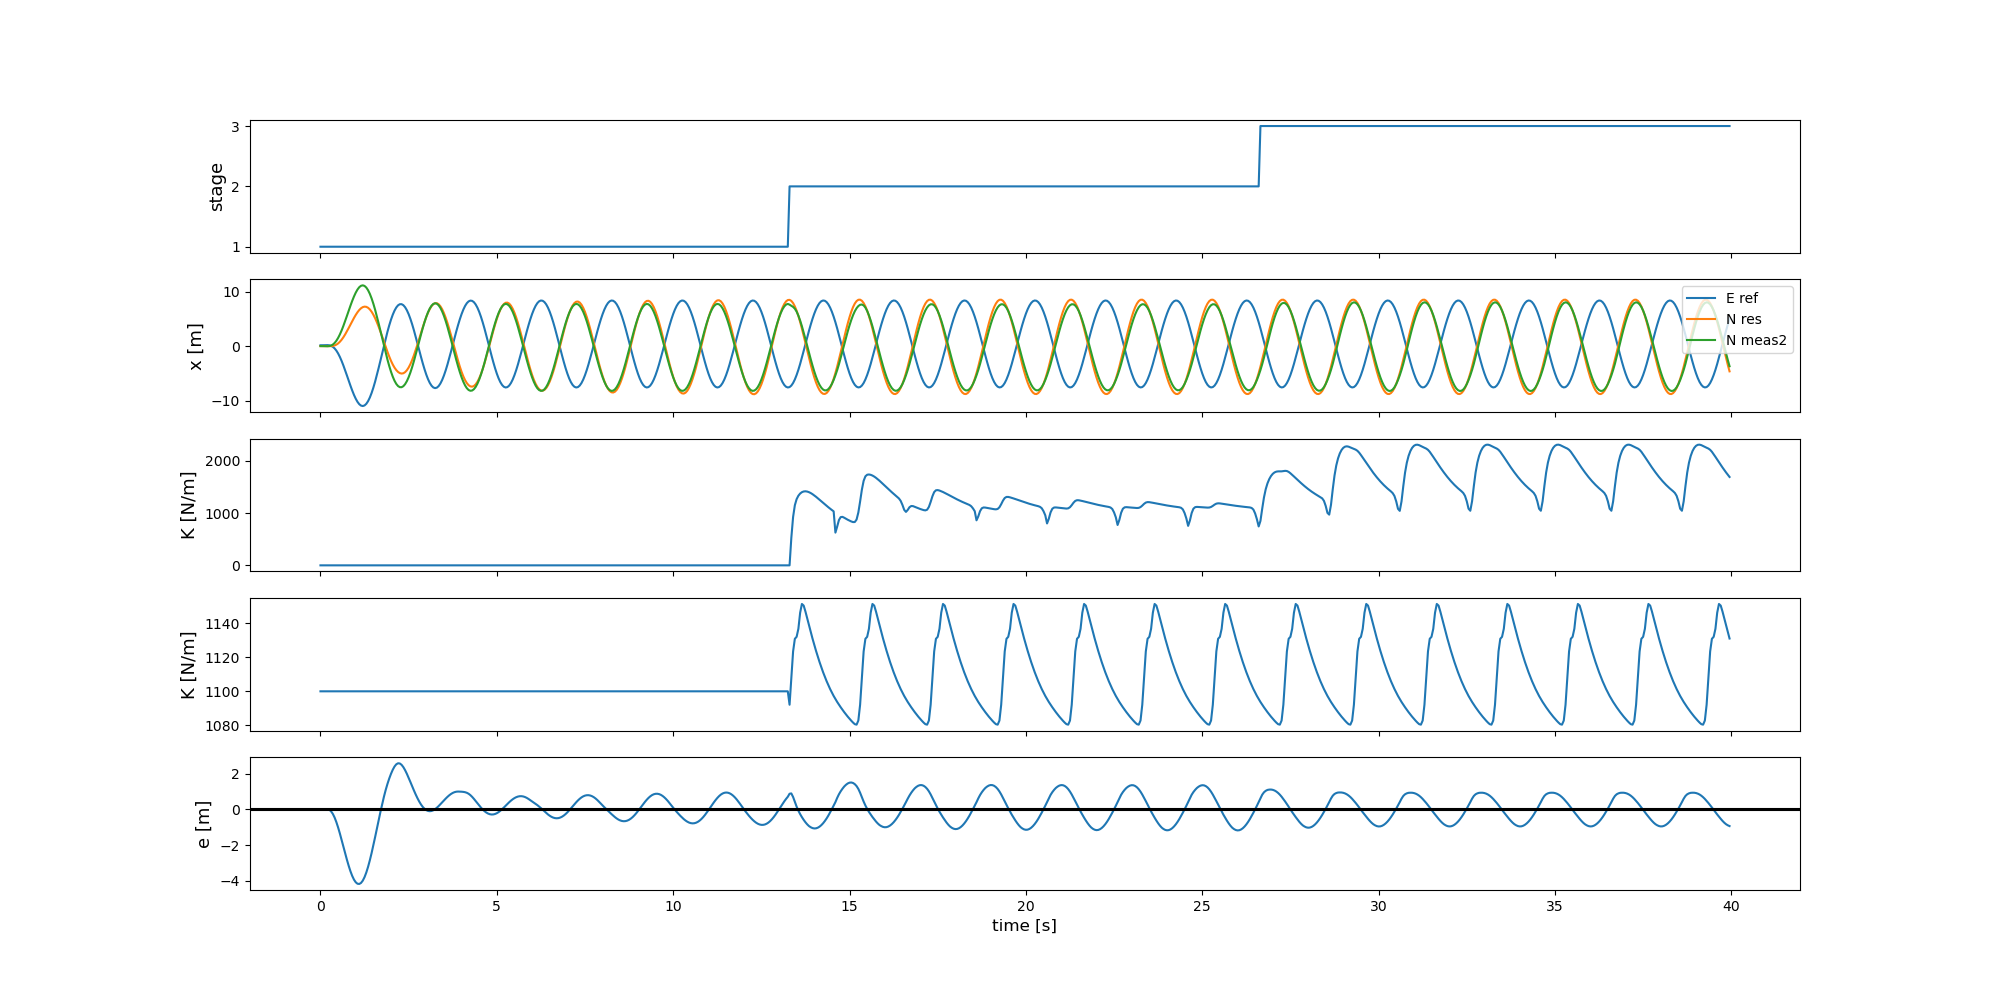 3
stage
2
1
10
E ref
x [m]
0
N res
N meas2
−10
2000
K [N/m]
1000
0
1140
K [N/m]
1120
1100
1080
2
e [m]
0
−2
−4
0 5 10 15 20 25 30 35 40
time [s]